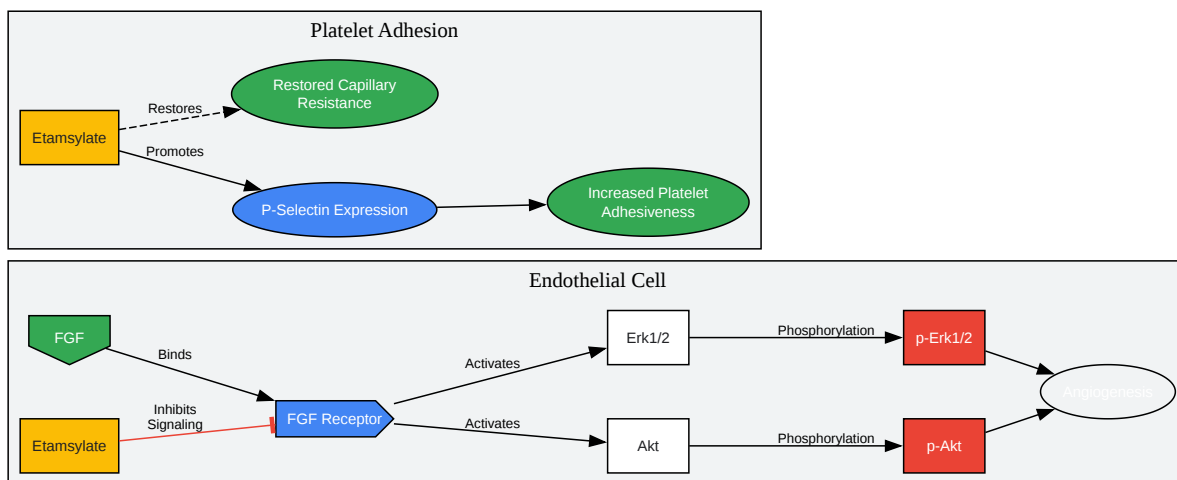 Platelet Adhesion
Restored Capillary
Resistance
Restores
Etamsylate
Promotes
P-Selectin Expression
Increased Platelet
Adhesiveness
Endothelial Cell
FGF
Binds
Inhibits
Signaling
Etamsylate
FGF Receptor
Activates
Activates
Erk1/2
Akt
Phosphorylation
Phosphorylation
p-Erk1/2
p-Akt
Angiogenesis